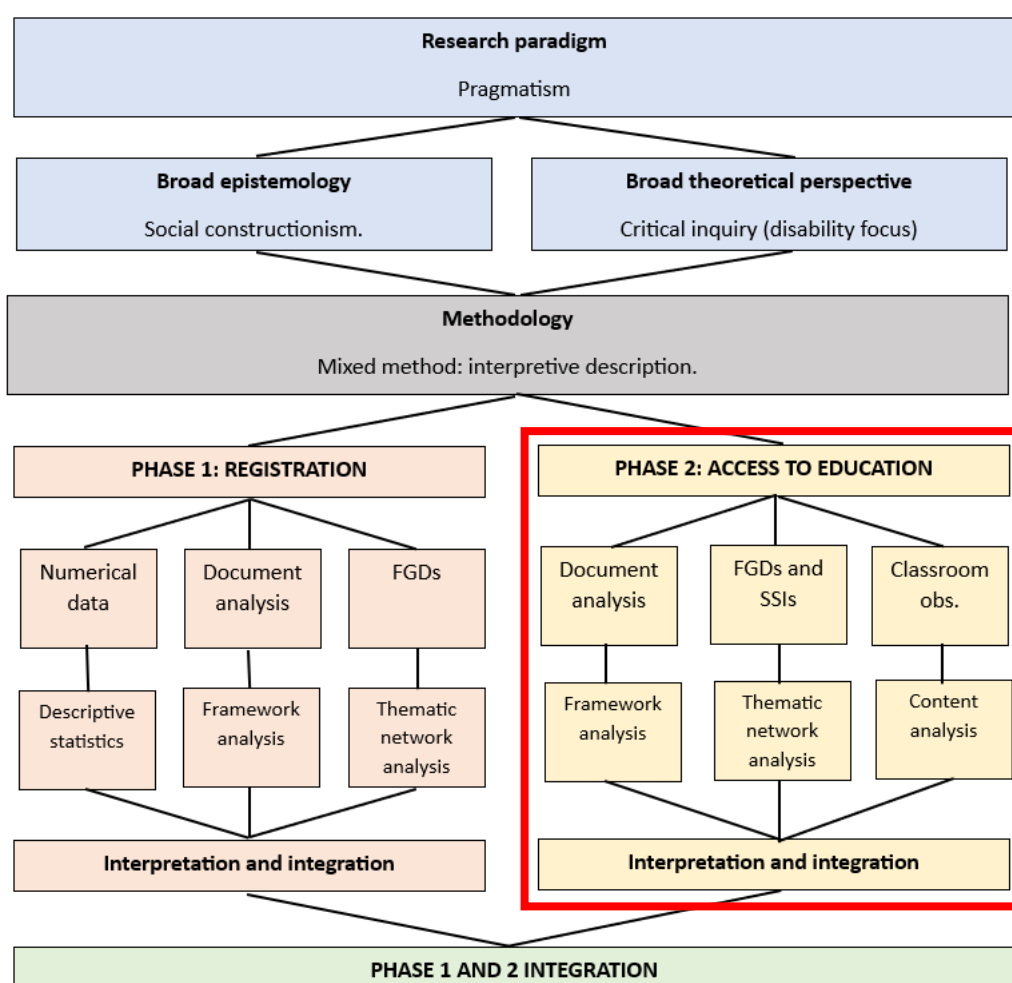 Research paradigm
Pragmatism
Broad epistemology
Social constructionism.
Broad theoretical perspective
Critical inquiry (disability focus)
Methodology
Mixed method: interpretive description.
PHASE 1: REGISTRATION
Numerical
data
Document
analysis
FGDs
Descriptive
statistics
Framework
analysis
Thematic
network
analysis
Interpretation and integration
PHASE 2: ACCESS TO EDUCATION
Document
analysis
FGDs and
SSIs
Classroom
obs.
Framework
analysis
Thematic
network
analysis
Content
analysis
Interpretation and integration
PHASE 1 AND 2 INTEGRATION